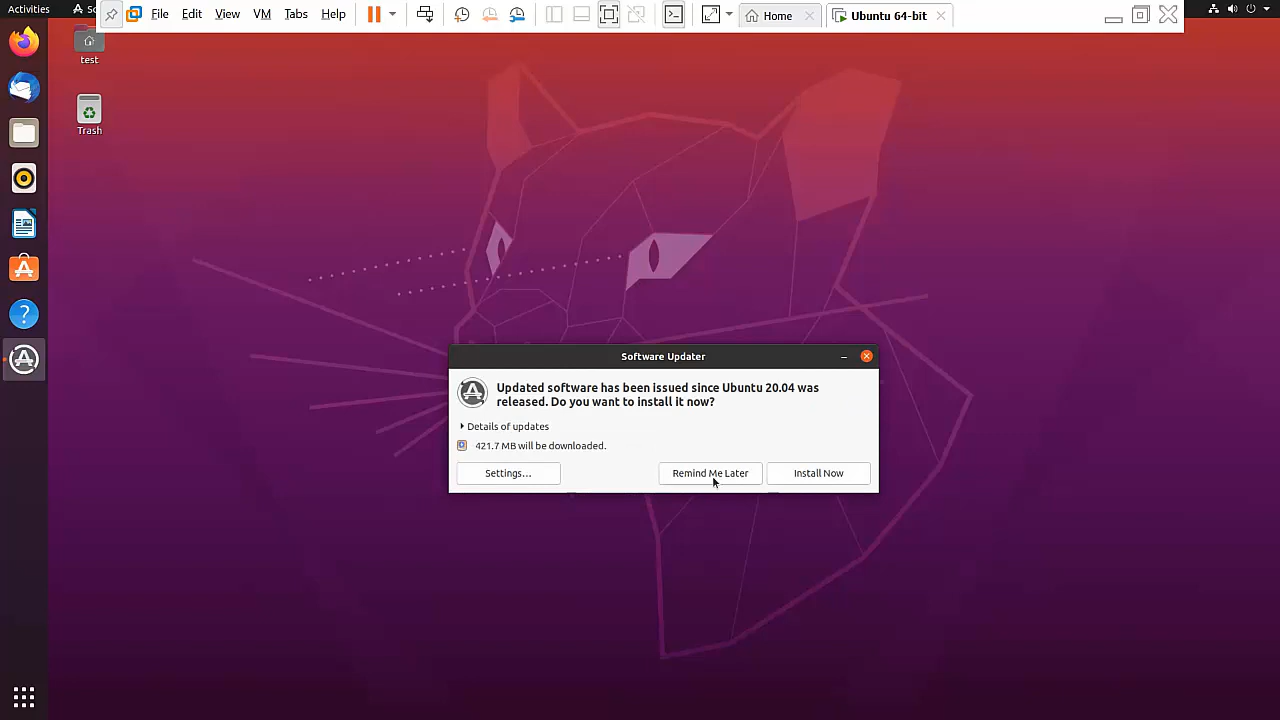 Activities
File Edit View VM Tabs Help
Home
Ubuntu 64-bit
test
Trash
Software Updater
Updated software has been issued since Ubuntu 20.04 was
released. Do you want to install it now?
Details of updates
421.7 MB will be downloaded.
Settings...
Remind Me Later
Install Now